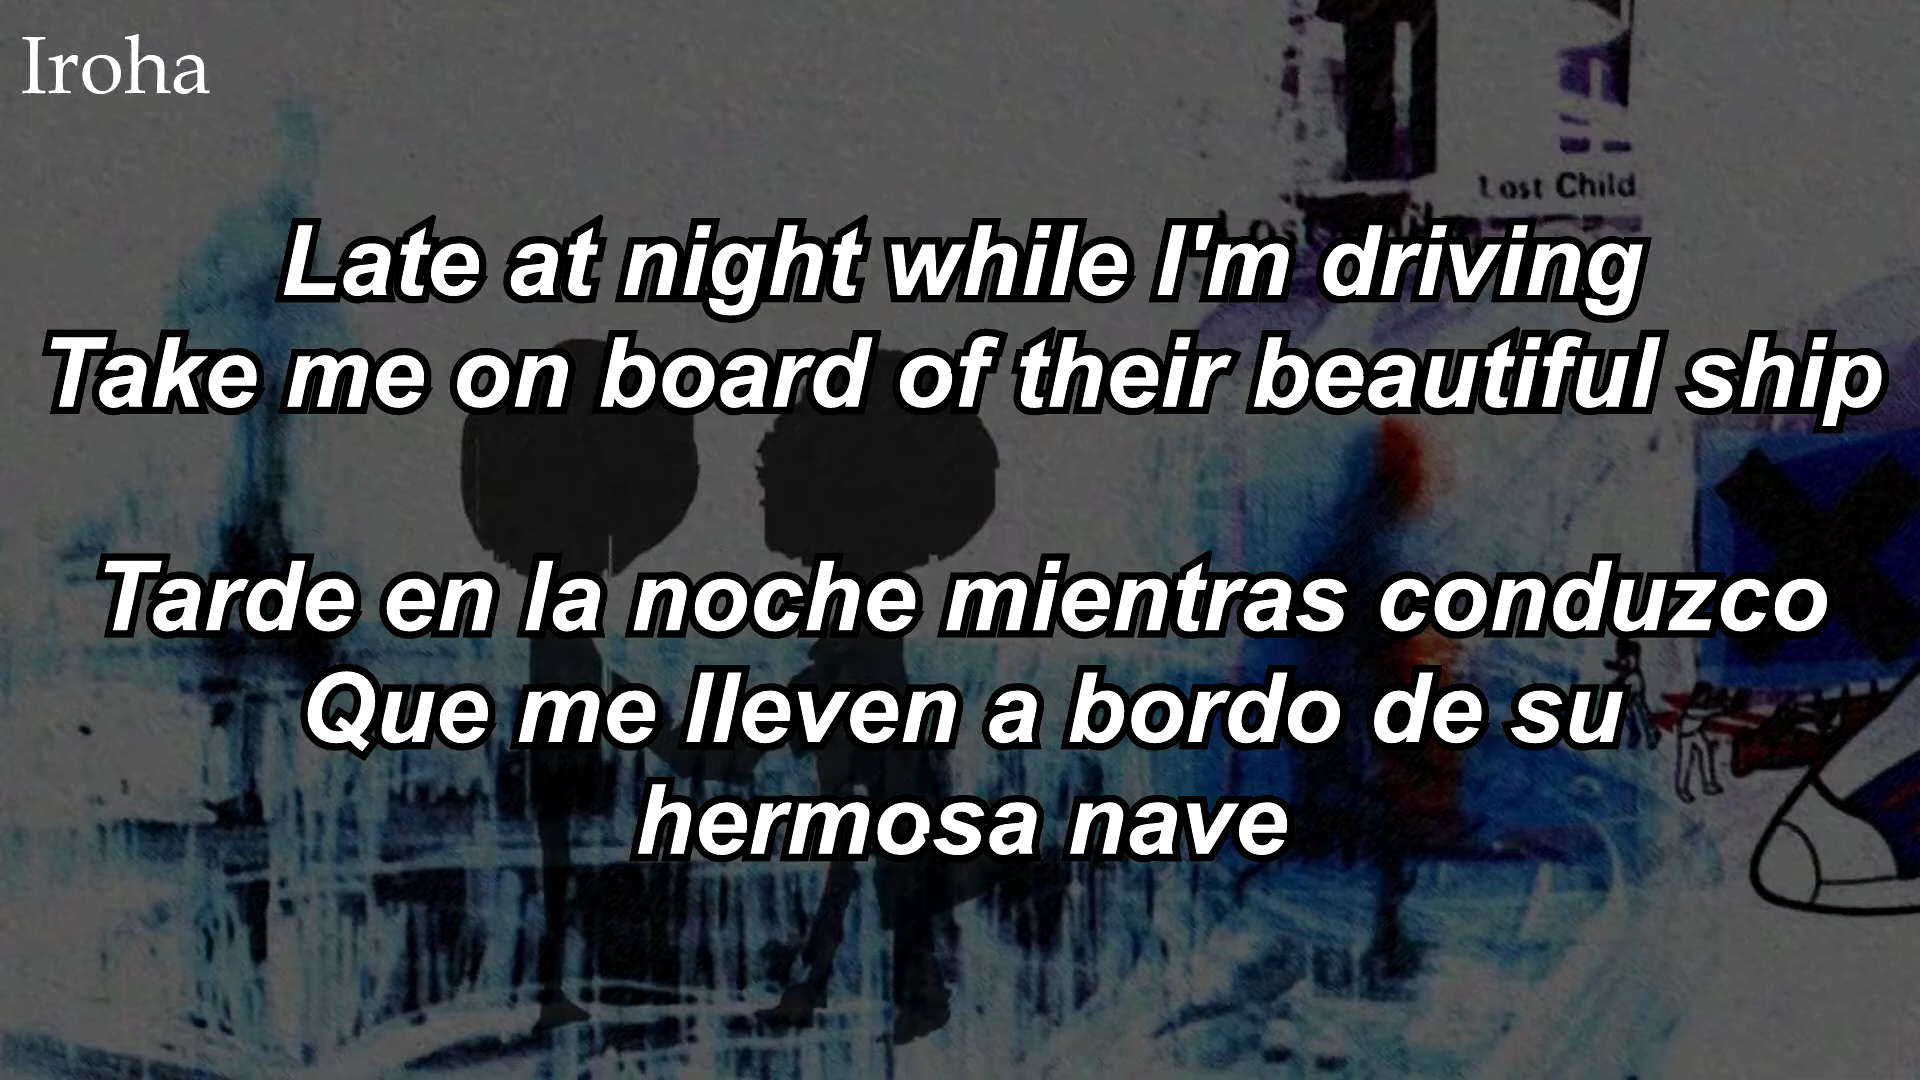 Iroha
Lost Child
Late at night while I'm driving
Take me on board of their beautiful ship
Tarde en la noche mientras conduzco
Que me lleven a bordo de su
hermosa nave